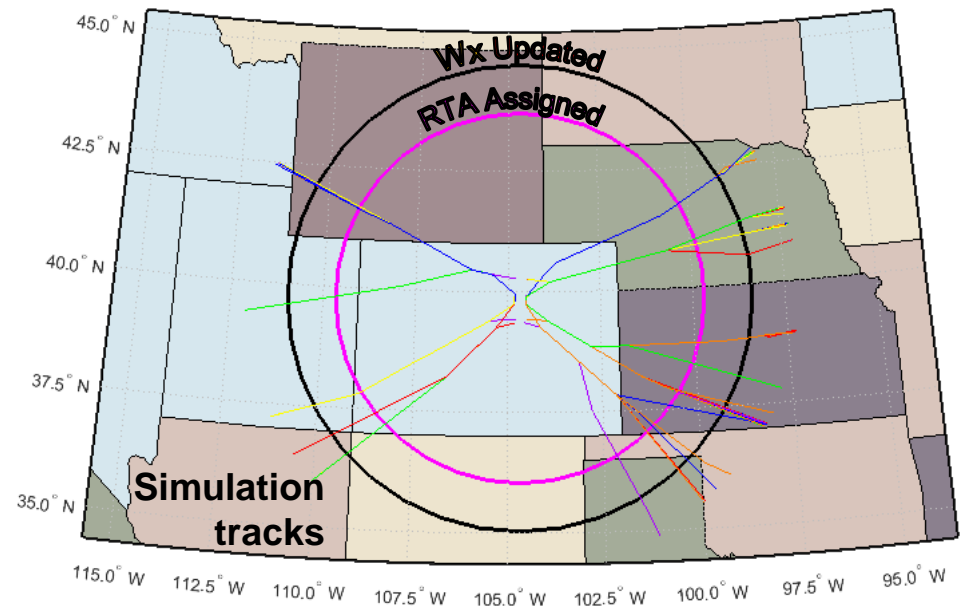 45.0° N
Wx Updated
RTA Assigned
42.5° N
40.0° N
37.5° N
Simulation
tracks
35.0° N
115.0° W
112.5° W
110.0° W
107.5° W
105.0° W
102.5° W
100.0° W
97.5° W
95.0° W